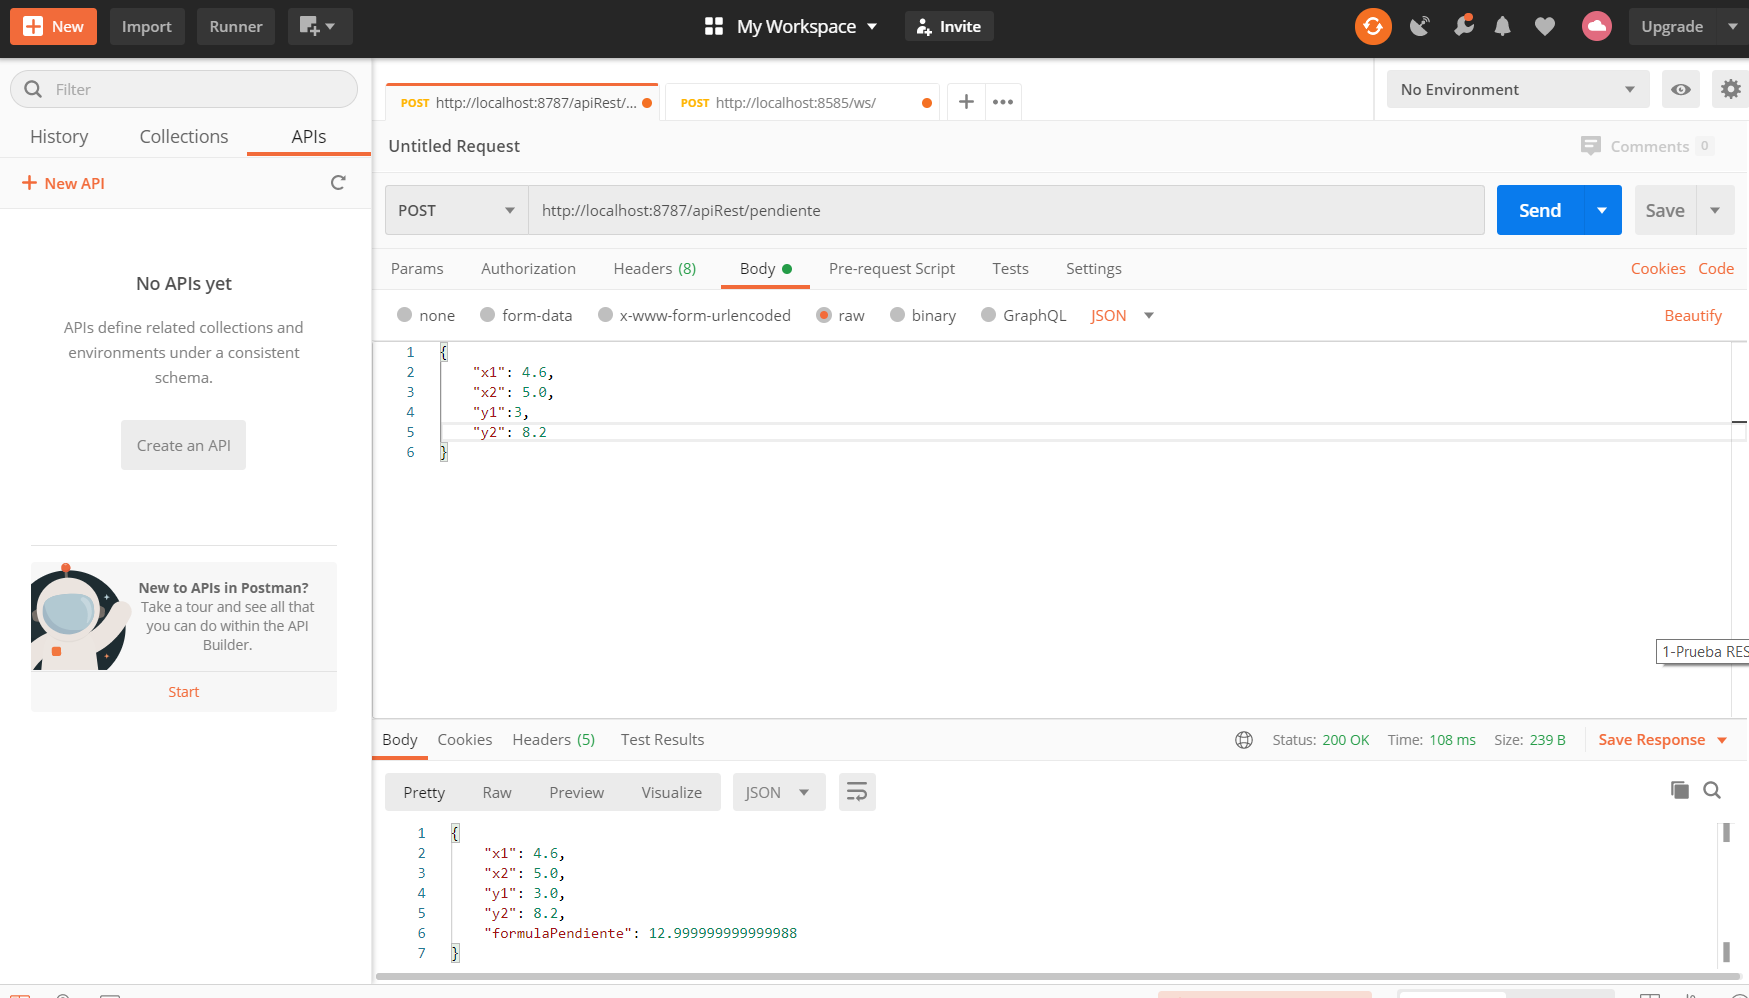 New
Import
Runner
My Workspace
Invite
Upgrade
Filter
History
Collections
APIs
New API
No APIs yet
APIs define related collections and
environments under a consistent
schema.
Create an API
New to APIs in Postman?
Take a tour and see all that
you can do within the API
Builder.
Start
POST http://localhost:8787/apiRest/...
POST http://localhost:8585/ws/
No Environment
Untitled Request
Comments 0
POST
http://localhost:8787/apiRest/pendiente
Send
Save
Params
Authorization
Headers (8)
Body
Pre-request Script
Tests
Settings
Cookies
Code
none
form-data
x-www-form-urlencoded
raw
binary
GraphQL
JSON
Beautify
1 {
2 "x1": 4.6,
3 "x2": 5.0,
4 "y1":3,
5 "y2": 8.2
6 }
1-Prueba RES
Body
Cookies
Headers (5)
Test Results
Status: 200 OK
Time: 108 ms
Size: 239 B
Save Response
Pretty
Raw
Preview
Visualize
JSON
1 {
2 "x1": 4.6,
3 "x2": 5.0,
4 "y1": 3.0,
5 "y2": 8.2,
6 "formulaPendiente": 12.999999999999988
7 }